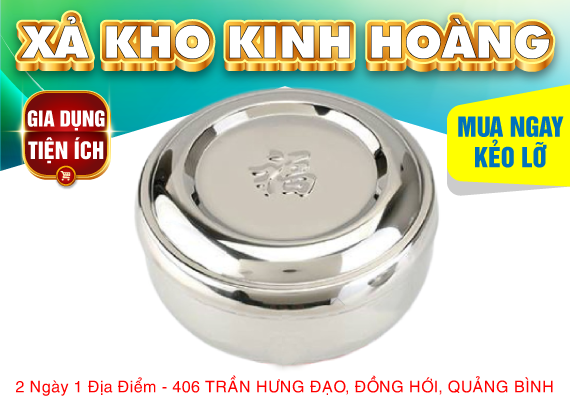 XẢ KHO KINH HOÀNG
GIA DỤNG
TIỆN ÍCH
MUA NGAY
KẺO LỠ
福
2 Ngày 1 Địa Điểm - 406 TRẦN HƯNG ĐẠO, ĐỒNG HỚI, QUẢNG BÌNH